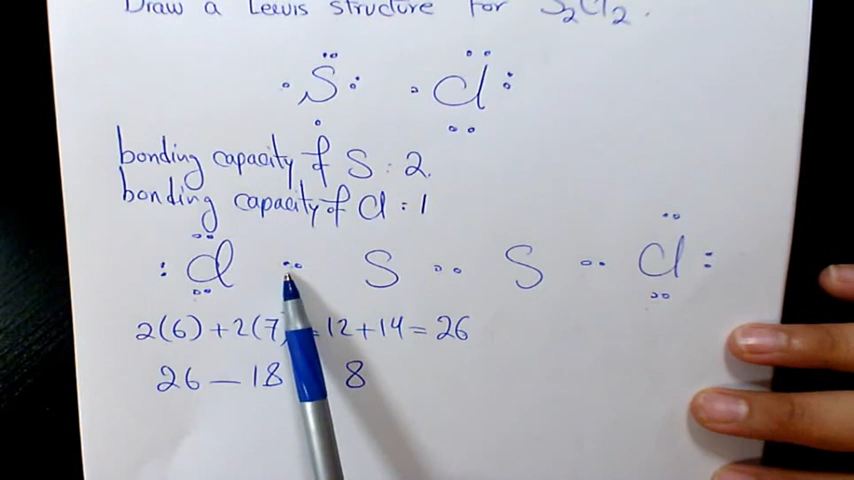 Draw a Lewis structure for S₂Cl₂.
S Cl
bonding capacity of S : 2.
bonding capacity of Cl : 1
: Cl •• S •• S •• Cl :
2(6) + 2(7) = 12 + 14 = 26
26 — 18 8